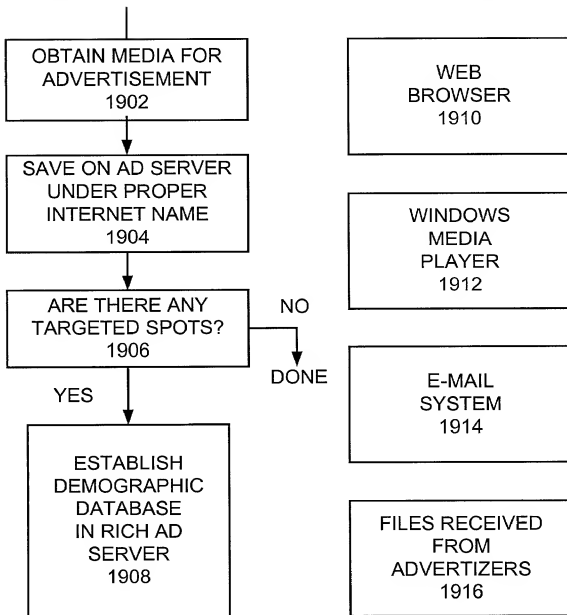 OBTAIN MEDIA FOR
ADVERTISEMENT
1902
SAVE ON AD SERVER
UNDER PROPER
INTERNET NAME
1904
ARE THERE ANY
TARGETED SPOTS?
1906
NO
DONE
YES
ESTABLISH
DEMOGRAPHIC
DATABASE
IN RICH AD
SERVER
1908
WEB
BROWSER
1910
WINDOWS
MEDIA
PLAYER
1912
E-MAIL
SYSTEM
1914
FILES RECEIVED
FROM
ADVERTIZERS
1916